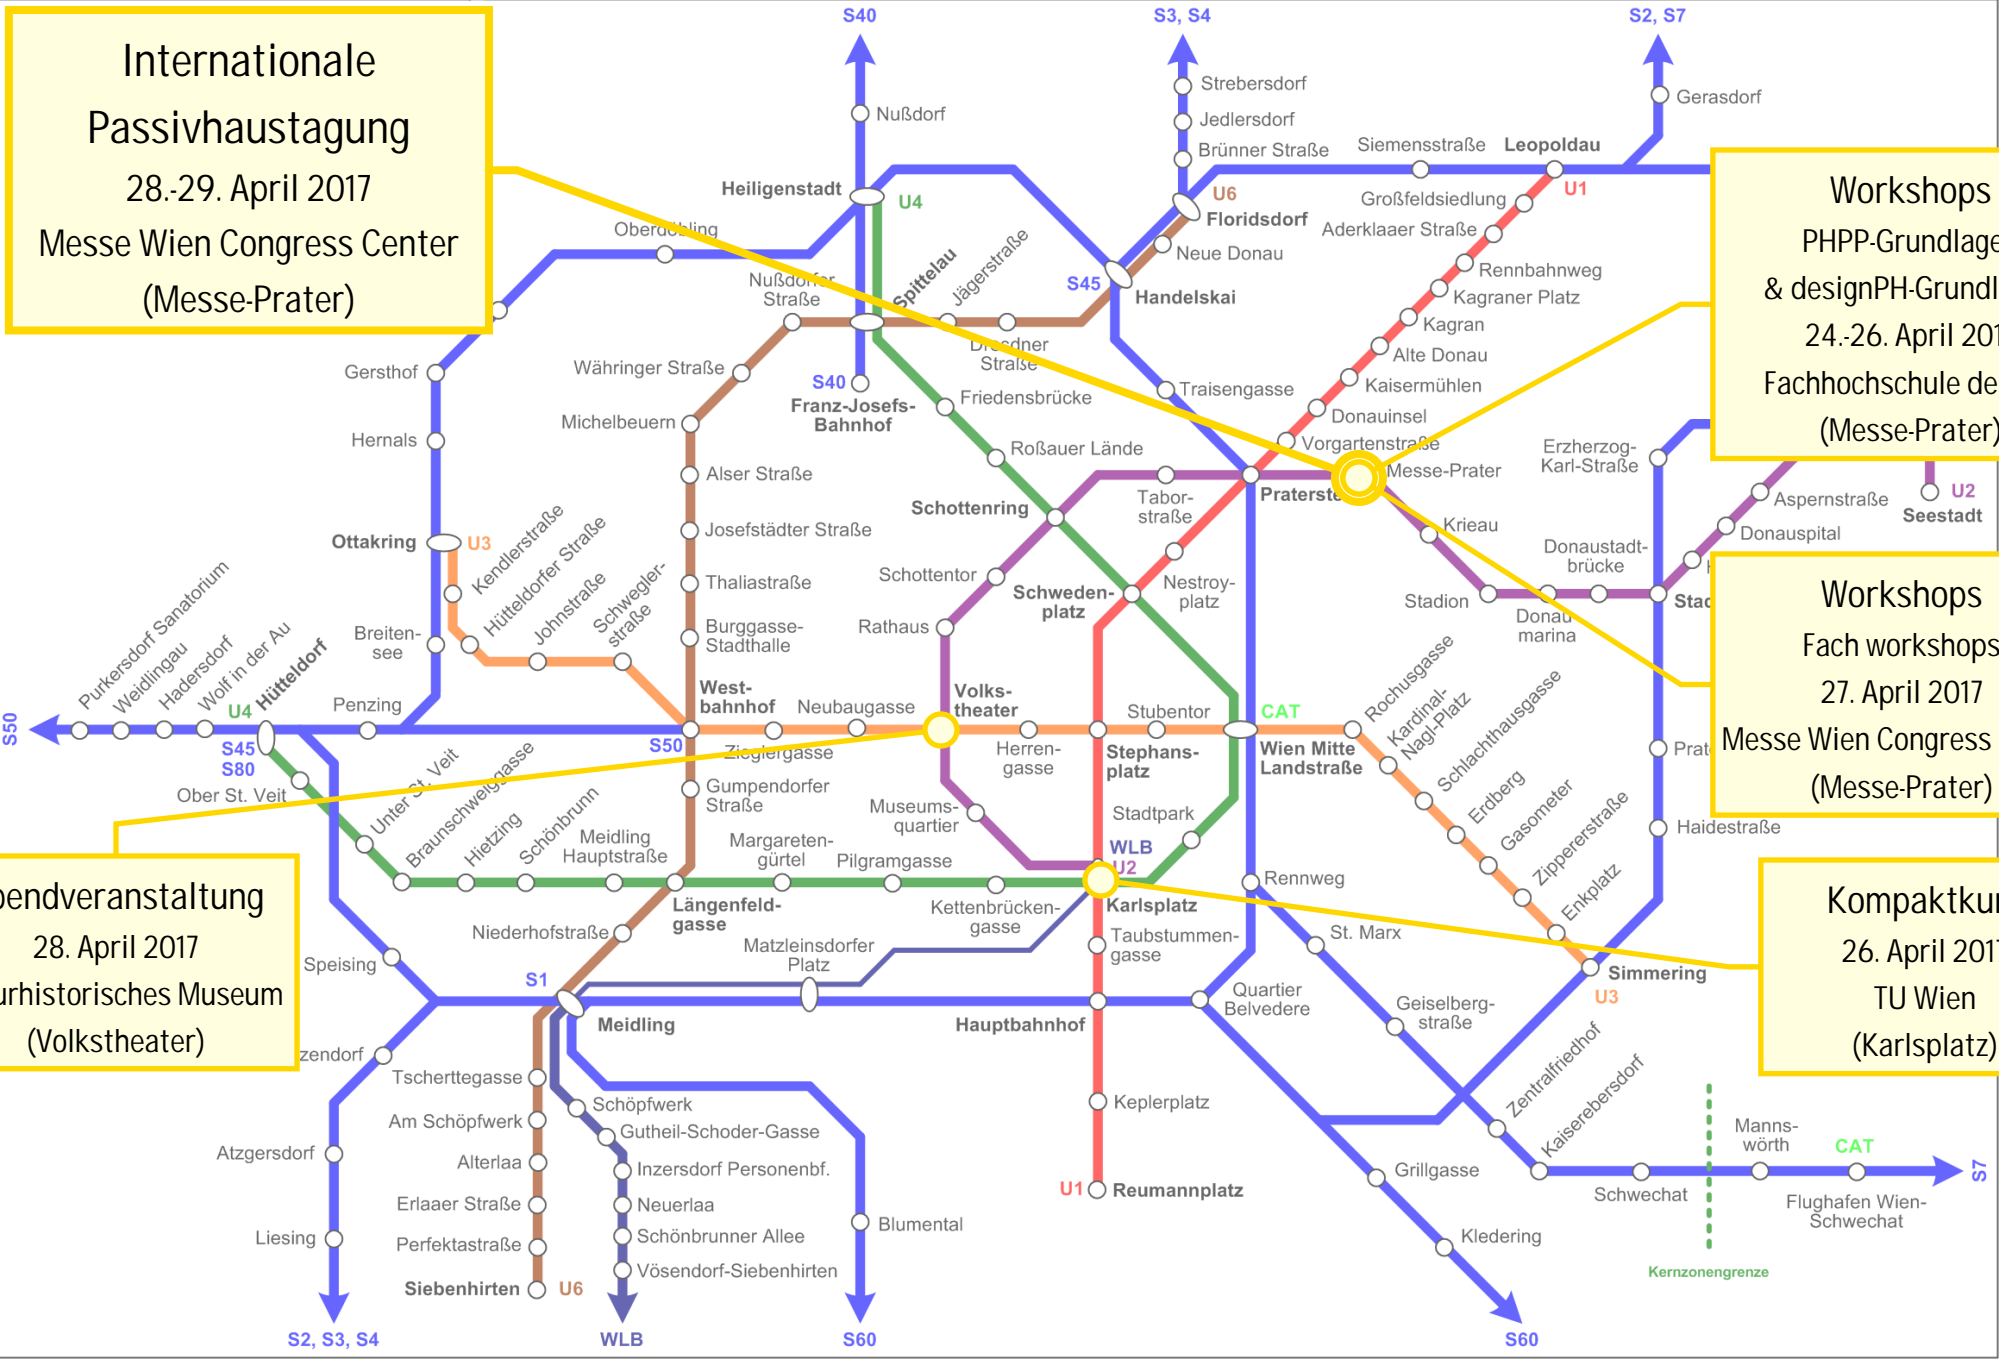 Internationale
Passivhaustagung
28.-29. April 2017
Messe Wien Congress Center
(Messe-Prater)
Workshops
& designPH-Grundl
24.-26. April 201
Fachhochschule de
(Messe-Prater)
Workshops
Fach workshops
27. April 2017
Messe Wien Congress
(Messe-Prater)
Kompaktku
26. April 201
TU Wien
(Karlsplatz)
bendveranstaltung
28. April 2017
urhistorisches Museum
(Volkstheater)
S40
S3, S4
S2, S7
Nußdorf
Strebersdorf
Jedlersdorf
Brünner Straße
Gerasdorf
Siemensstraße
Leopoldau
U1
Heiligenstadt
U4
U6
Floridsdorf
Neue Donau
Großfeldsiedlung
Aderklaaer Straße
Rennbahnweg
Kagraner Platz
Kagran
Alte Donau
Kaisermühlen
Donauinsel
Vorgartenstraße
Oberdöbling
Nußdorfer
Straße
Spittelau
Jägerstraße
Dresdner
Straße
S45
Handelskai
Traisengasse
Gersthof
Hernals
Währinger Straße
Michelbeuern
Alser Straße
Josefstädter Straße
Thaliastraße
Burggasse-
Stadthalle
S40
Franz-Josefs-
Bahnhof
Friedensbrücke
Roßauer Lände
Schottenring
Tabor-
straße
Praterste
Messe-Prater
Krieau
Stadion
Donau
marina
Donaustadt-
brücke
Erzherzog-
Karl-Straße
Aspernstraße
Donauspital
U2
Seestadt
Stad
Ottakring
U3
Kendlerstraße
Hütteldorfer Straße
Johnstraße
Schwegler-
straße
Breiten-
see
Penzing
Schottentor
Rathaus
Schweden-
platz
Nestroy-
platz
Purkersdorf Sanatorium
Weidlingau
Hadersdorf
Wolf in der Au
Hütteldorf
U4
S50
S45
S80
S50
West-
bahnhof
Zieglergasse
Neubaugasse
Volks-
theater
Herren-
gasse
Stephans-
platz
Stubentor
CAT
Wien Mitte
Landstraße
Rochusgasse
Kardinal-
Nagl-Platz
Schlachthausgasse
Erdberg
Gasometer
Zippererstraße
Enkplatz
Simmering
U3
Prat
Haidestraße
Ober St. Veit
Unter St. Veit
Braunschweiggasse
Hietzing
Schönbrunn
Meidling
Hauptstraße
Gumpendorfer
Straße
Längenfeld-
gasse
Margareten-
gürtel
Pilgramgasse
Kettenbrücken-
gasse
Museums-
quartier
Stadtpark
WLB
U2
Karlsplatz
Taubstummen-
gasse
Rennweg
St. Marx
Geiselberg-
straße
Zentralfriedhof
Kaiserebersdorf
Speising
Niederhofstraße
Matzleinsdorfer
Platz
S1
Meidling
Hauptbahnhof
Quartier
Belvedere
zendorf
Atzgersdorf
Liesing
S2, S3, S4
Tscherttegasse
Am Schöpfwerk
Alterlaa
Erlaaer Straße
Perfektastraße
Siebenhirten
U6
Schöpfwerk
Gutheil-Schoder-Gasse
Inzersdorf Personenbf.
Neuerlaa
Schönbrunner Allee
Vösendorf-Siebenhirten
WLB
Blumental
S60
Keplerplatz
U1
Reumannplatz
Grillgasse
Kledering
S60
Schwechat
Manns-
wörth
CAT
Flughafen Wien-
Schwechat
S7
Kernzonengrenze
PHPP-Grundlage